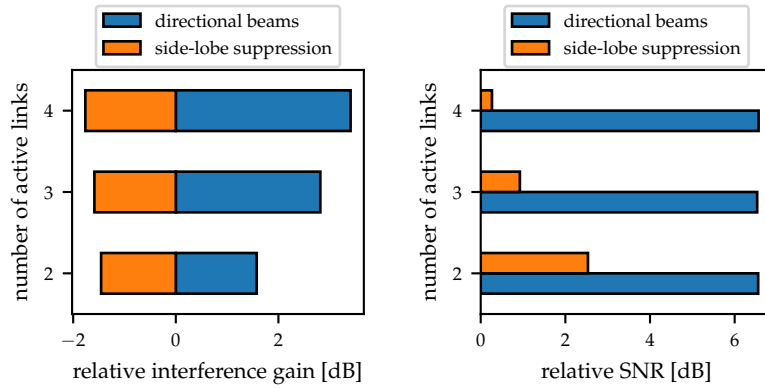 directional beams
side-lobe suppression
number of active links
4
3
2
−2
0
2
relative interference gain [dB]
directional beams
side-lobe suppression
number of active links
4
3
2
0
2
4
6
relative SNR [dB]